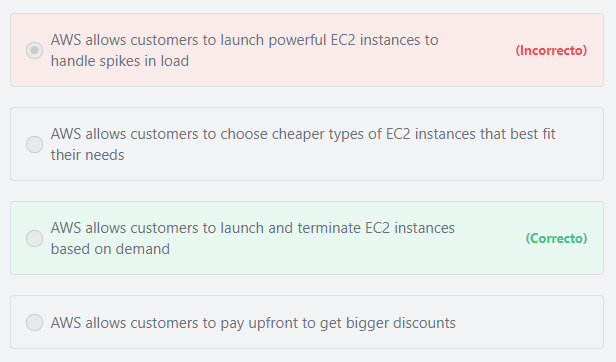 AWS allows customers to launch powerful EC2 instances to
handle spikes in load
(Incorrecto)
AWS allows customers to choose cheaper types of EC2 instances that best fit
their needs
AWS allows customers to launch and terminate EC2 instances
based on demand
(Correcto)
AWS allows customers to pay upfront to get bigger discounts